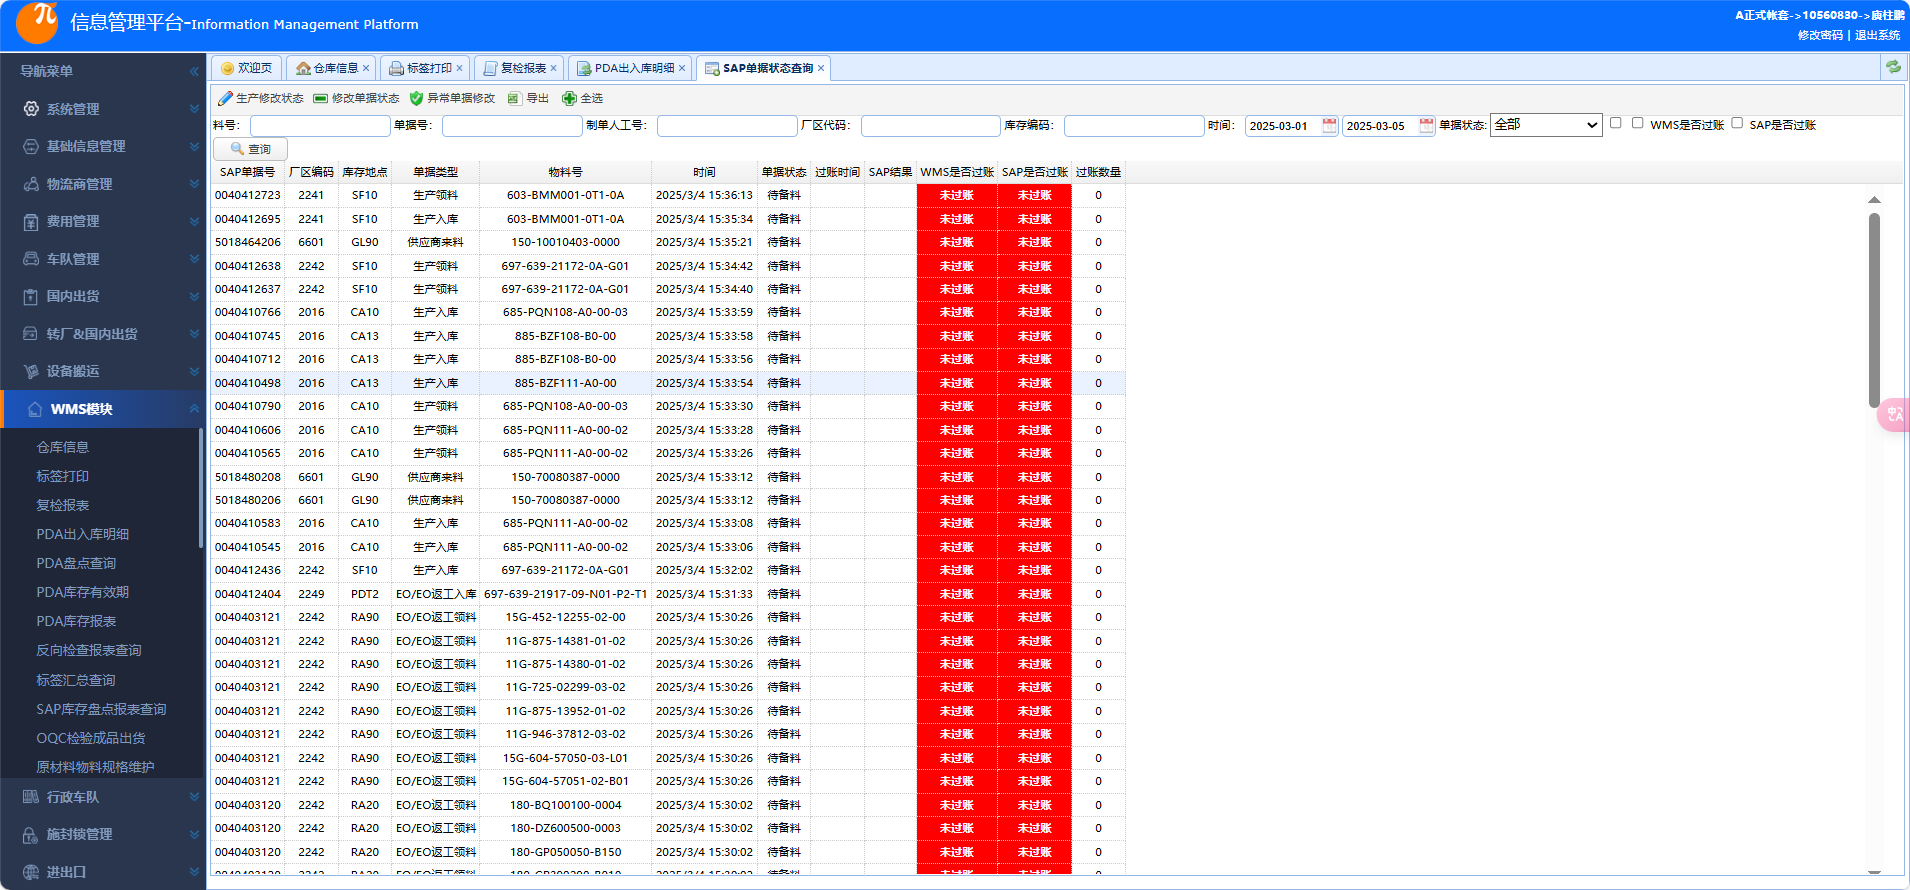 信息管理平台-Information Management Platform
A正式帐套->10560830->庾柱鹏
修改密码 | 退出系统
导航菜单
系统管理
基础信息管理
物流商管理
费用管理
车队管理
国内出货
转厂&国内出货
设备搬运
WMS模块
仓库信息
标签打印
复检报表
PDA出入库明细
PDA盘点查询
PDA库存有效期
PDA库存报表
反向检查报表查询
标签汇总查询
SAP库存盘点报表查询
OQC检验成品出货
原材料物料规格维护
行政车队
施封锁管理
进出口
欢迎页 仓库信息 标签打印 复检报表 PDA出入库明细 SAP单据状态查询
生产修改状态 修改单据状态 异常单据修改 导出 全选
料号: 单据号: 制单人工号: 厂区代码: 库存编码: 时间: 2025-03-01 2025-03-05 单据状态: 全部 WMS是否过账 SAP是否过账
查询
SAP单据号 厂区编码 库存地点 单据类型 物料号 时间 单据状态 过账时间 SAP结果 WMS是否过账 SAP是否过账 过账数量
0040412723 2241 SF10 生产领料 603-BMM001-0T1-0A 2025/3/4 15:36:13 待备料 未过账 未过账 0
0040412695 2241 SF10 生产入库 603-BMM001-0T1-0A 2025/3/4 15:35:34 待备料 未过账 未过账 0
5018464206 6601 GL90 供应商来料 150-10010403-0000 2025/3/4 15:35:21 待备料 未过账 未过账 0
0040412638 2242 SF10 生产领料 697-639-21172-0A-G01 2025/3/4 15:34:42 待备料 未过账 未过账 0
0040412637 2242 SF10 生产领料 697-639-21172-0A-G01 2025/3/4 15:34:40 待备料 未过账 未过账 0
0040410766 2016 CA10 生产入库 685-PQN108-A0-00-03 2025/3/4 15:33:59 待备料 未过账 未过账 0
0040410745 2016 CA13 生产入库 885-BZF108-B0-00 2025/3/4 15:33:58 待备料 未过账 未过账 0
0040410712 2016 CA13 生产入库 885-BZF108-B0-00 2025/3/4 15:33:56 待备料 未过账 未过账 0
0040410498 2016 CA13 生产入库 885-BZF111-A0-00 2025/3/4 15:33:54 待备料 未过账 未过账 0
0040410790 2016 CA10 生产领料 685-PQN108-A0-00-03 2025/3/4 15:33:30 待备料 未过账 未过账 0
0040410606 2016 CA10 生产领料 685-PQN111-A0-00-02 2025/3/4 15:33:28 待备料 未过账 未过账 0
0040410565 2016 CA10 生产领料 685-PQN111-A0-00-02 2025/3/4 15:33:26 待备料 未过账 未过账 0
5018480208 6601 GL90 供应商来料 150-70080387-0000 2025/3/4 15:33:12 待备料 未过账 未过账 0
5018480206 6601 GL90 供应商来料 150-70080387-0000 2025/3/4 15:33:12 待备料 未过账 未过账 0
0040410583 2016 CA10 生产入库 685-PQN111-A0-00-02 2025/3/4 15:33:08 待备料 未过账 未过账 0
0040410545 2016 CA10 生产入库 685-PQN111-A0-00-02 2025/3/4 15:33:06 待备料 未过账 未过账 0
0040412436 2242 SF10 生产入库 697-639-21172-0A-G01 2025/3/4 15:32:02 待备料 未过账 未过账 0
0040412404 2249 PDT2 EO/EO返工入库 697-639-21917-09-N01-P2-T1 2025/3/4 15:31:33 待备料 未过账 未过账 0
0040403121 2242 RA90 EO/EO返工领料 15G-452-12255-02-00 2025/3/4 15:30:26 待备料 未过账 未过账 0
0040403121 2242 RA90 EO/EO返工领料 11G-875-14381-01-02 2025/3/4 15:30:26 待备料 未过账 未过账 0
0040403121 2242 RA90 EO/EO返工领料 11G-875-14380-01-02 2025/3/4 15:30:26 待备料 未过账 未过账 0
0040403121 2242 RA90 EO/EO返工领料 11G-725-02299-03-02 2025/3/4 15:30:26 待备料 未过账 未过账 0
0040403121 2242 RA90 EO/EO返工领料 11G-875-13952-01-02 2025/3/4 15:30:26 待备料 未过账 未过账 0
0040403121 2242 RA90 EO/EO返工领料 11G-946-37812-03-02 2025/3/4 15:30:26 待备料 未过账 未过账 0
0040403121 2242 RA90 EO/EO返工领料 15G-604-57050-03-L01 2025/3/4 15:30:26 待备料 未过账 未过账 0
0040403121 2242 RA90 EO/EO返工领料 15G-604-57051-02-B01 2025/3/4 15:30:26 待备料 未过账 未过账 0
0040403120 2242 RA20 EO/EO返工领料 180-BQ100100-0004 2025/3/4 15:30:02 待备料 未过账 未过账 0
0040403120 2242 RA20 EO/EO返工领料 180-DZ600500-0003 2025/3/4 15:30:02 待备料 未过账 未过账 0
0040403120 2242 RA20 EO/EO返工领料 180-GP050050-B150 2025/3/4 15:30:02 待备料 未过账 未过账 0